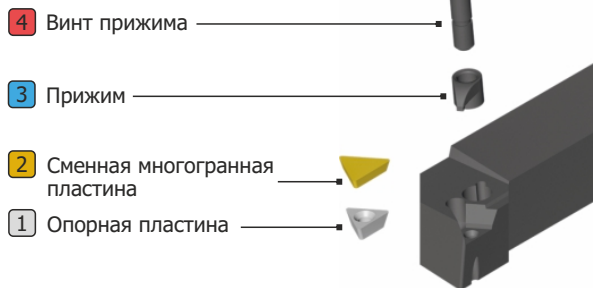 4 Винт прижима
3 Прижим
2 Сменная многогранная
пластина
1 Опорная пластина